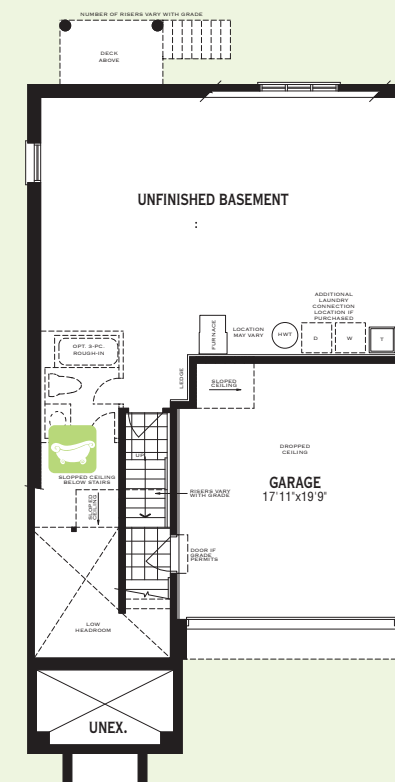 NUMBER OF RISERS VARY WITH GRADE
DECK
ABOVE
UNFINISHED BASEMENT
:
ADDITIONAL
LAUNDRY
CONNECTION
LOCATION IF
PURCHASED
FURNACE
LOCATION
MAY VARY
HWT
D
W
T
OPT. 3-PC.
ROUGH-IN
LEDGE
SLOPED
CEILING
UP
DROPPED
CEILING
SLOPPED CEILING
BELOW STAIRS
GARAGE
17'11"x19'9"
RISERS VARY
WITH GRADE
SLOPED
CEILING
DOOR IF
GRADE
PERMITS
LOW
HEADROOM
UNEX.